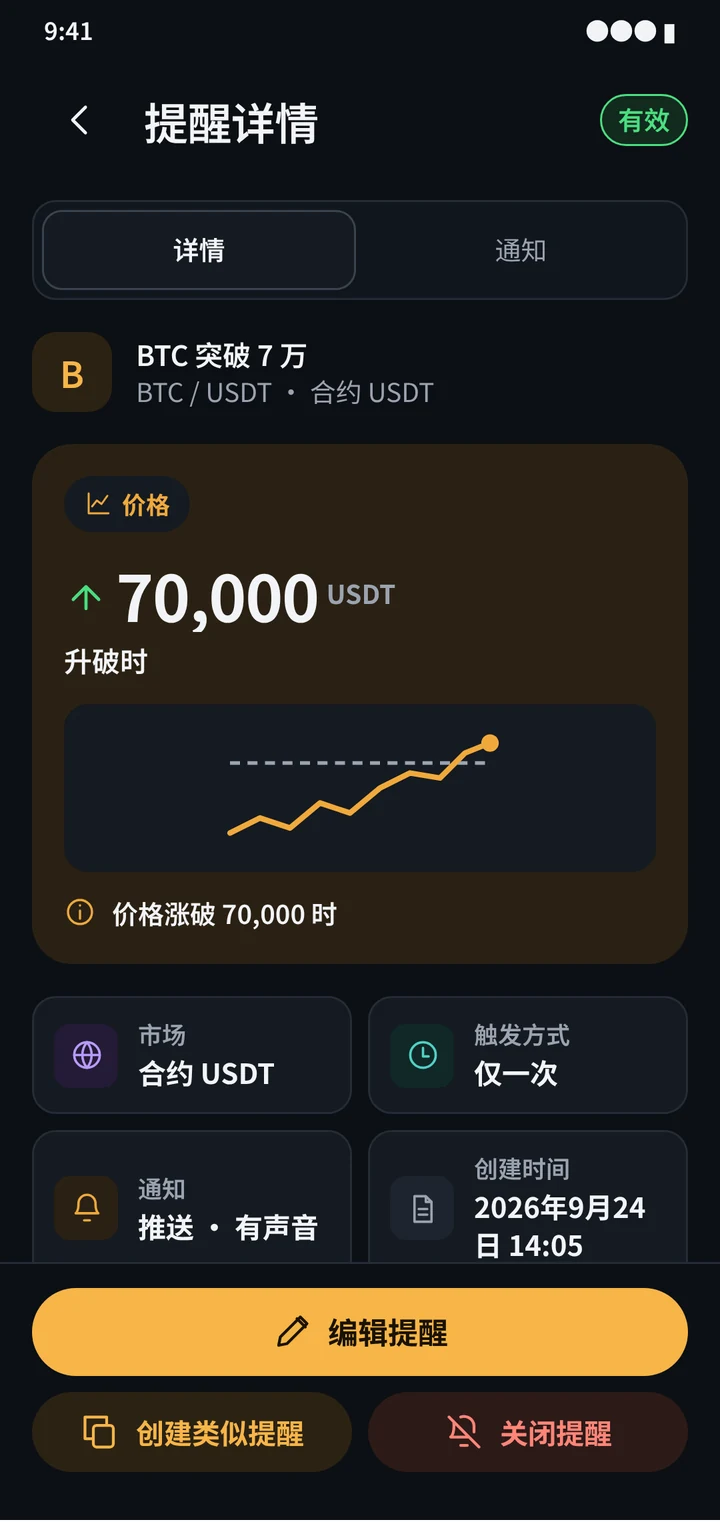 9:41
提醒详情
有效
详情
通知
B
BTC 突破 7 万
BTC / USDT · 合约 USDT
价格
70,000 USDT
升破时
价格涨破 70,000 时
市场
合约 USDT
触发方式
仅一次
通知
推送 · 有声音
创建时间
2026年9月24
日 14:05
编辑提醒
创建类似提醒
关闭提醒